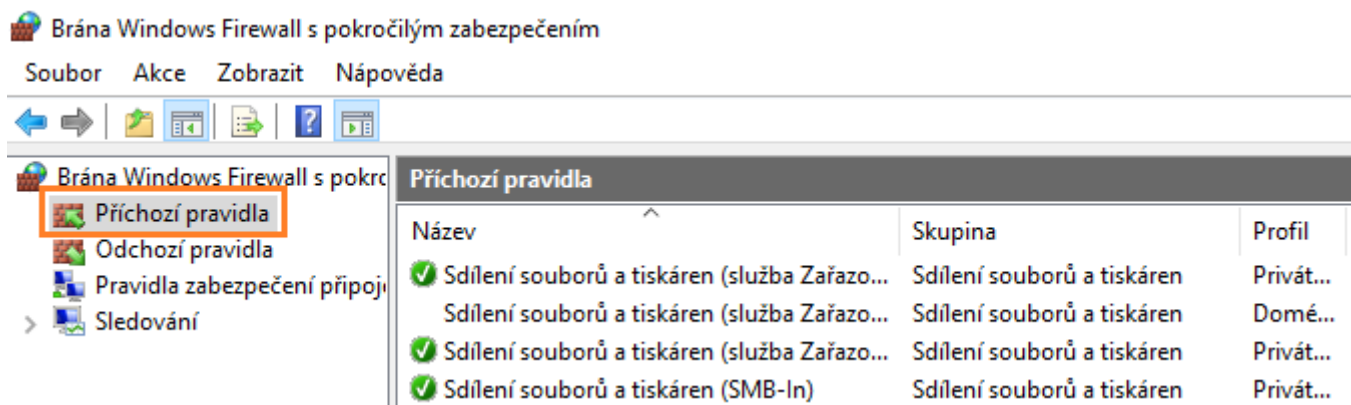 Brána Windows Firewall s pokročilým zabezpečením
Soubor Akce Zobrazit Nápověda
Brána Windows Firewall s pokro
Příchozí pravidla
Odchozí pravidla
Pravidla zabezpečení připoje
Sledování
Příchozí pravidla
Název Skupina Profil
Sdílení souborů a tiskáren (služba Zařazo... Sdílení souborů a tiskáren Privát...
Sdílení souborů a tiskáren (služba Zařazo... Sdílení souborů a tiskáren Domé...
Sdílení souborů a tiskáren (služba Zařazo... Sdílení souborů a tiskáren Privát...
Sdílení souborů a tiskáren (SMB-In) Sdílení souborů a tiskáren Privát...